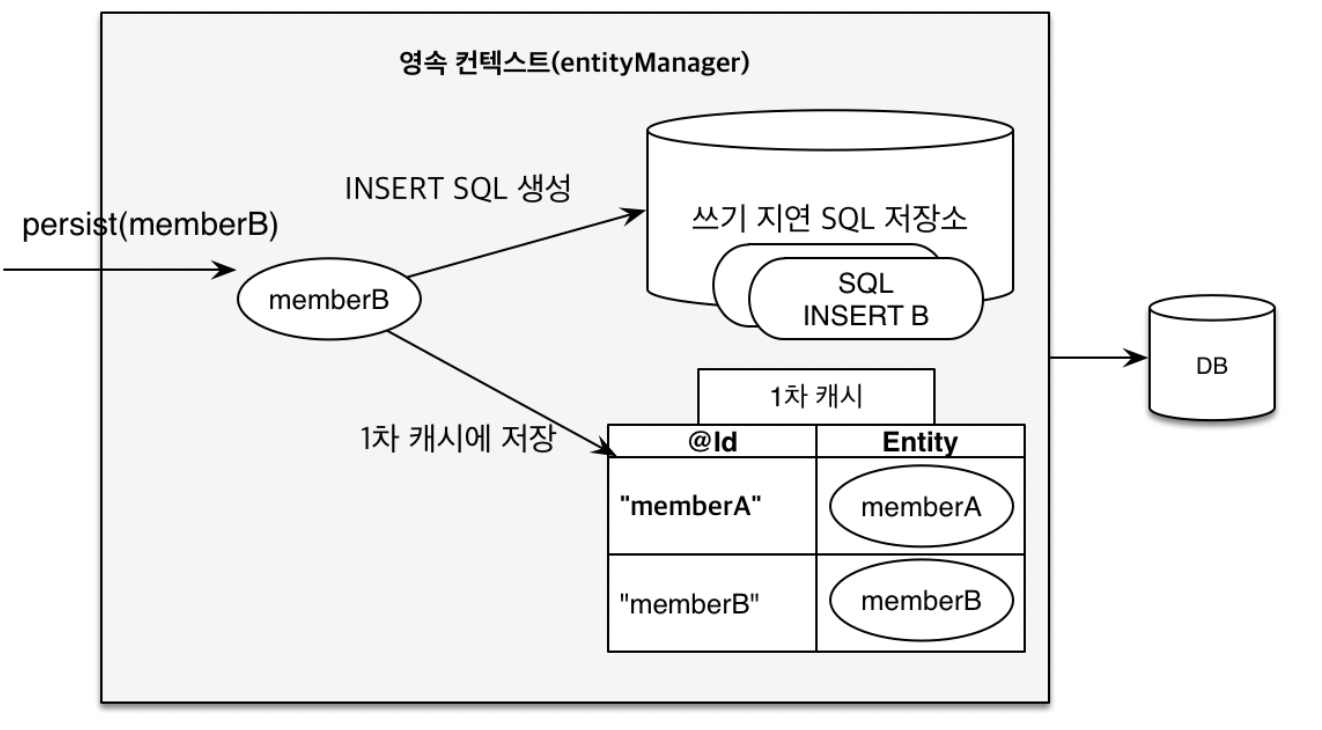 영속 컨텍스트(entityManager)
INSERT SQL 생성
persist(memberB)
쓰기 지연 SQL 저장소
memberB
SQL
INSERT B
DB
1차 캐시
1차 캐시에 저장
@Id Entity
"memberA" memberA
"memberB" memberB